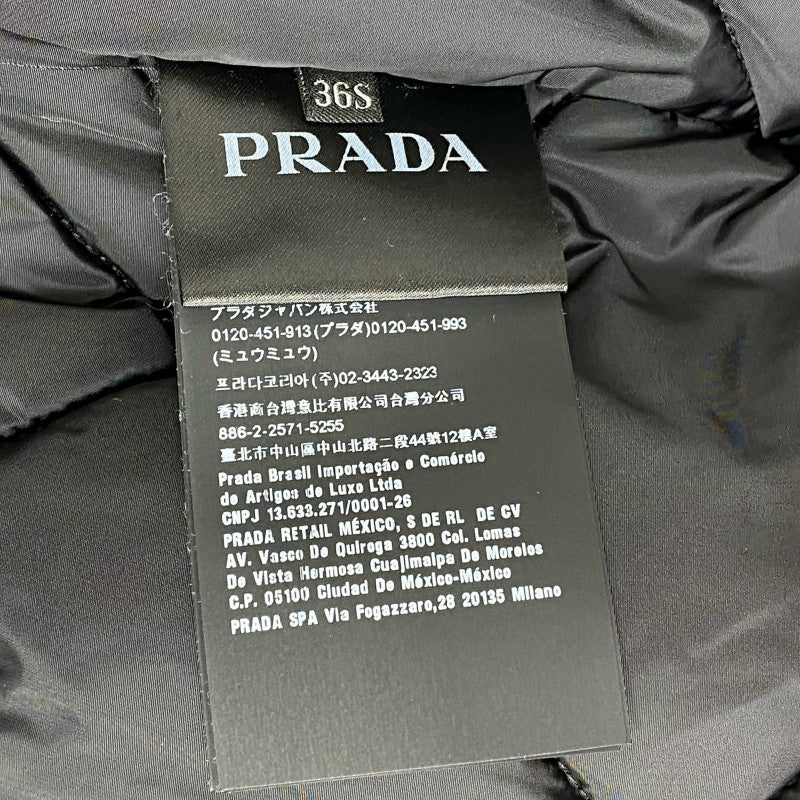 36S
PRADA
プラダジャパン株式会社
0120-451-913(プラダ)0120-451-993
(ミュウミュウ)
프라다코리아 (주)02-3443-2323
香港商台灣意比有限公司台灣分公司
886-2-2571-5255
臺北市中山區中山北路二段44號12樓A室
Prada Brasil Importação e Comércio
de Artigos de Luxo Ltda
CNPJ 13.633.271/0001-26
PRADA RETAIL MÉXICO, S DE RL DE CV
AV. Vasco De Quiroga 3800 Col. Lomas
De Vista Hermosa Cuajimalpa De Morelos
C.P. 05100 Ciudad De México-México
PRADA SPA Via Fogazzaro,28 20135 Milano